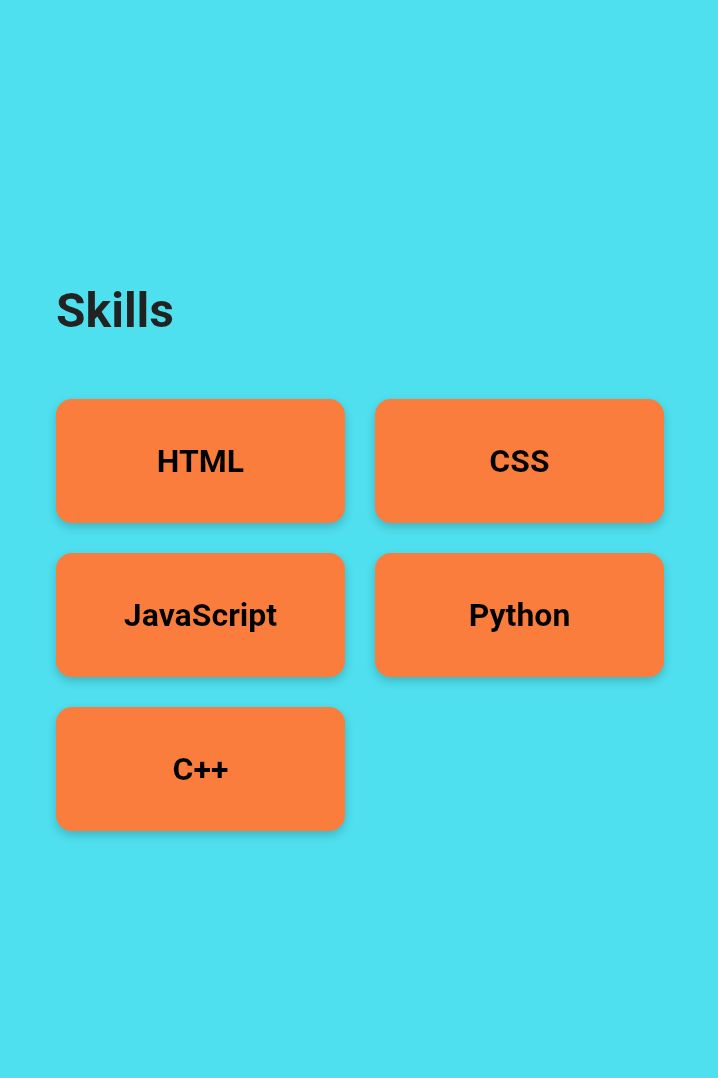 Skills
HTML
CSS
JavaScript
Python
C++